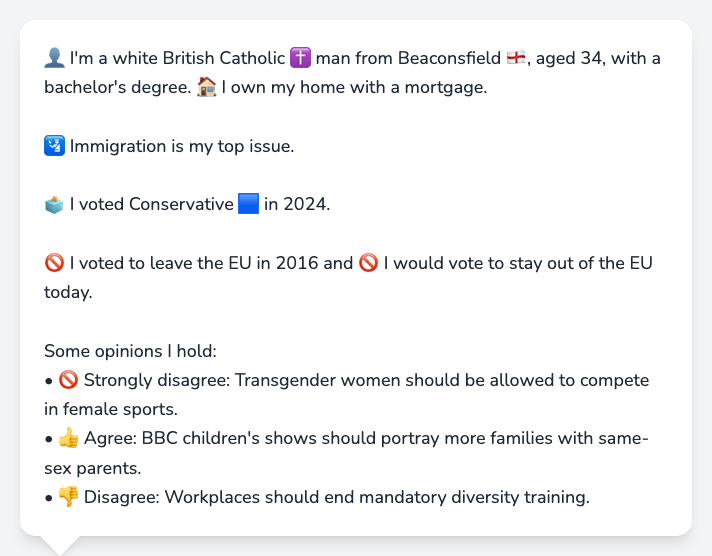 👤 I'm a white British Catholic ✝️ man from Beaconsfield 🏴󠁧󠁢󠁥󠁮󠁧󠁿, aged 34, with a
bachelor's degree. 🏠 I own my home with a mortgage.
🛂 Immigration is my top issue.
🗳️ I voted Conservative 🟦 in 2024.
🚫 I voted to leave the EU in 2016 and 🚫 I would vote to stay out of the EU
today.
Some opinions I hold:
• 🚫 Strongly disagree: Transgender women should be allowed to compete
in female sports.
• 👍 Agree: BBC children's shows should portray more families with same-
sex parents.
• 👎 Disagree: Workplaces should end mandatory diversity training.